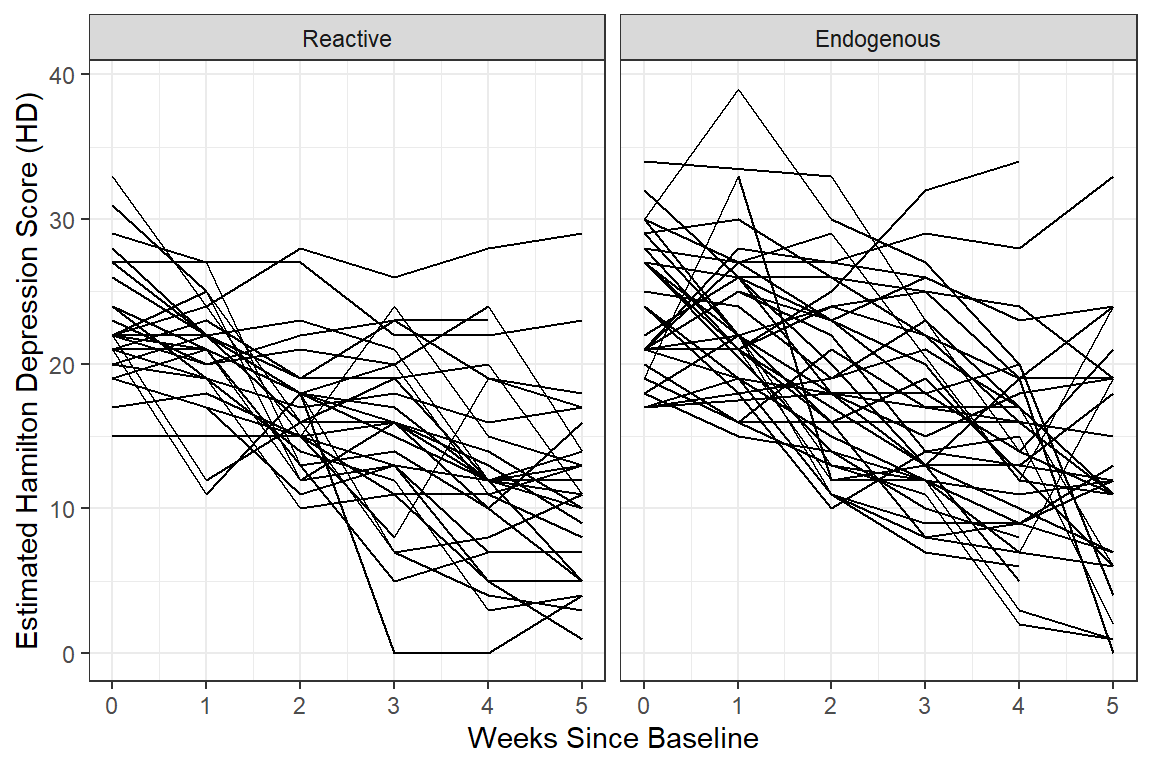 Reactive
Endogenous
Estimated Hamilton Depression Score (HD)
40
30
20
10
0
0 1 2 3 4 5
0 1 2 3 4 5
Weeks Since Baseline